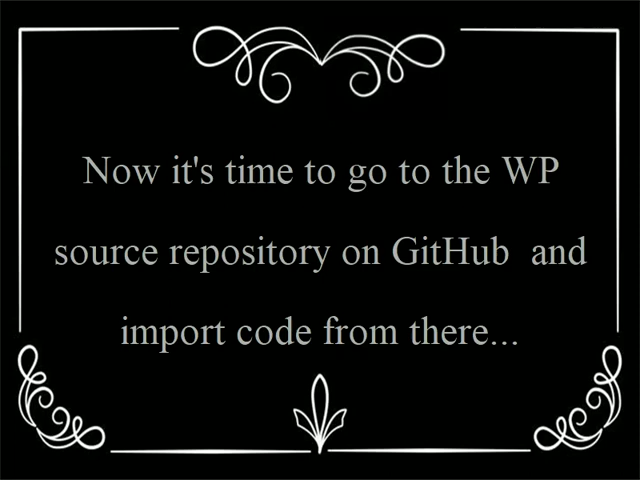 Now it's time to go to the WP
source repository on GitHub  and
import code from there...